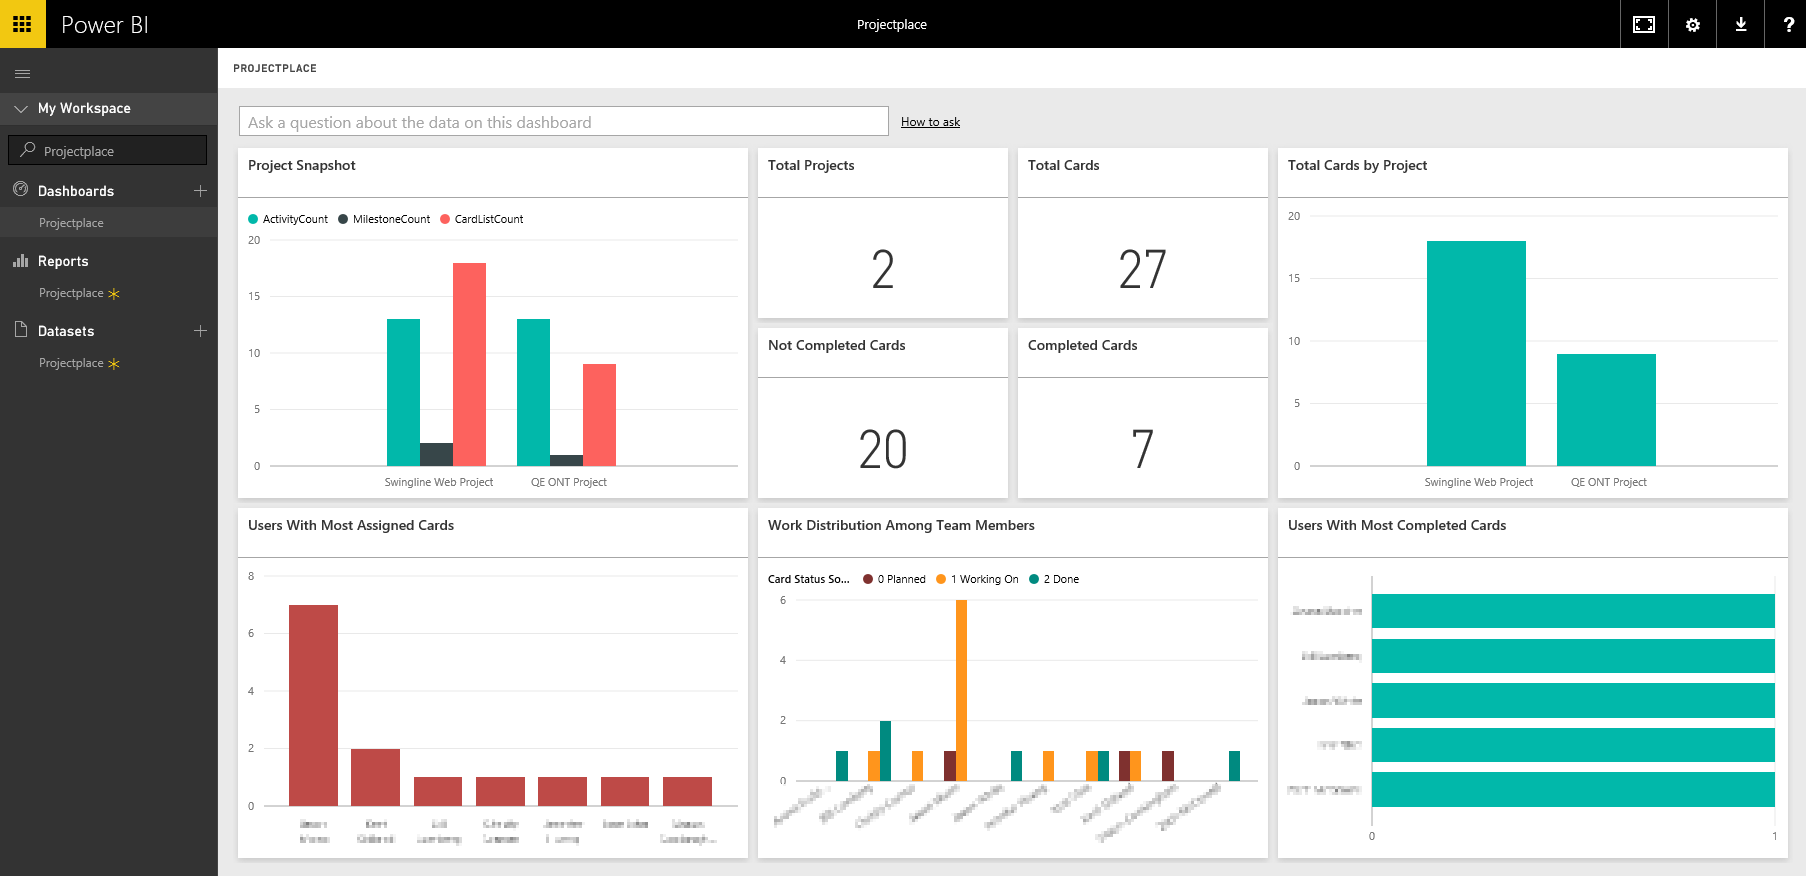 Power BI
Projectplace
PROJECTPLACE
My Workspace
Projectplace
Dashboards
Projectplace
Reports
Projectplace
Datasets
Projectplace
Ask a question about the data on this dashboard
How to ask
Project Snapshot
ActivityCount MilestoneCount CardListCount
20
15
10
5
0
Swingline Web Project QE ONT Project
Total Projects
2
Total Cards
27
Not Completed Cards
20
Completed Cards
7
Total Cards by Project
20
15
10
5
0
Swingline Web Project QE ONT Project
Users With Most Assigned Cards
8
6
4
2
0
Work Distribution Among Team Members
Card Status So... 0 Planned 1 Working On 2 Done
6
4
2
0
Users With Most Completed Cards
0 1